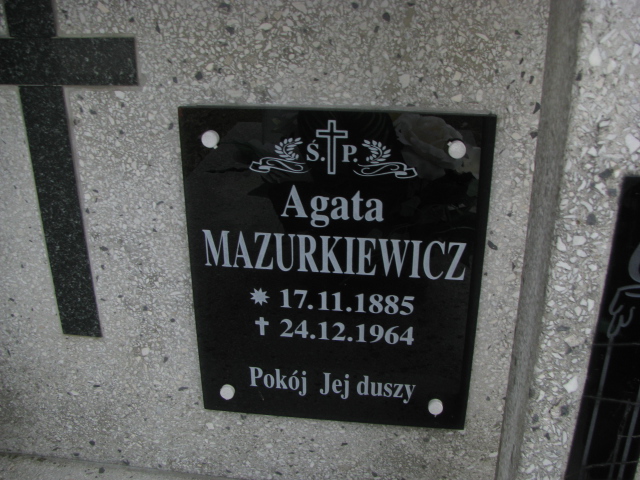 Ś. P.
Agata
MAZURKIEWICZ
17.11.1885
24.12.1964
Pokój Jej duszy